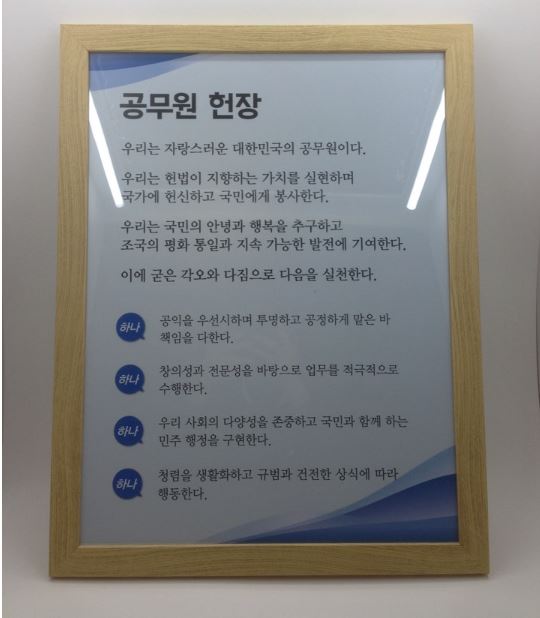 공무원 헌장
우리는 자랑스러운 대한민국의 공무원이다.
우리는 헌법이 지향하는 가치를 실현하며
국가에 헌신하고 국민에게 봉사한다.
우리는 국민의 안녕과 행복을 추구하고
조국의 평화 통일과 지속 가능한 발전에 기여한다.
이에 굳은 각오와 다짐으로 다음을 실천한다.
하나 공익을 우선시하며 투명하고 공정하게 맡은 바
책임을 다한다.
하나 창의성과 전문성을 바탕으로 업무를 적극적으로
수행한다.
하나 우리 사회의 다양성을 존중하고 국민과 함께 하는
민주 행정을 구현한다.
하나 청렴을 생활화하고 규범과 건전한 상식에 따라
행동한다.